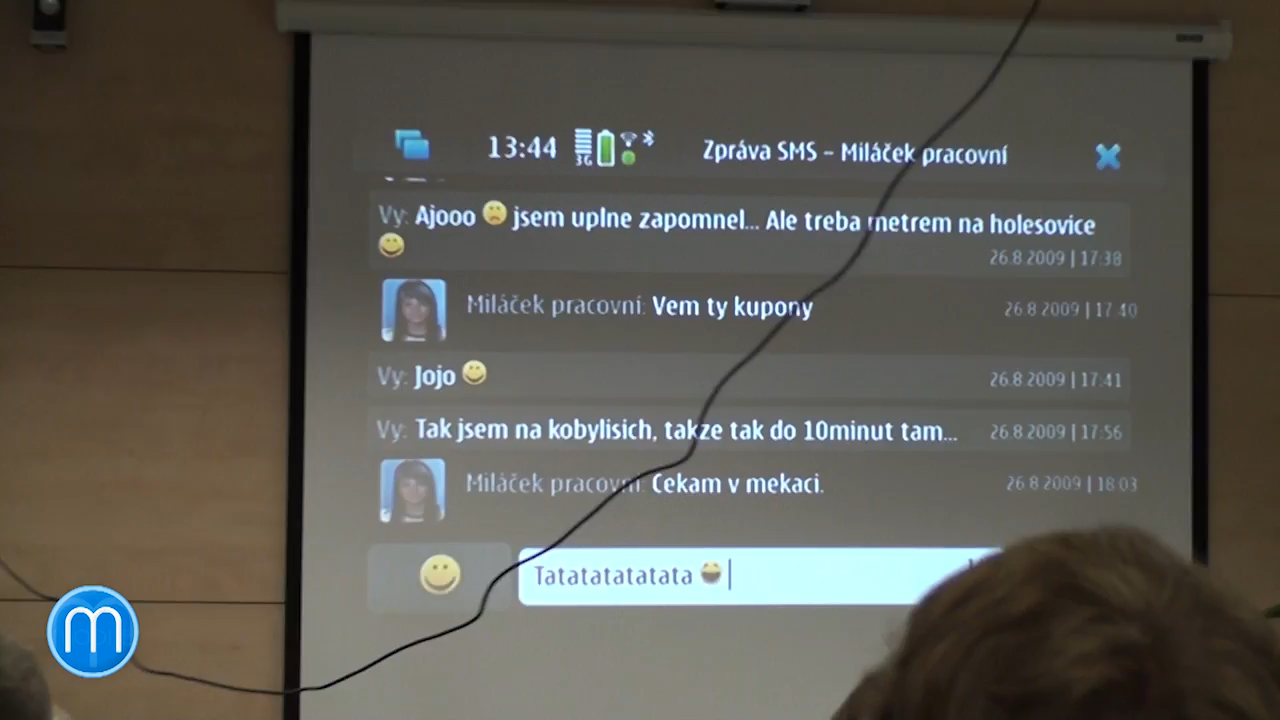 13:44 3G Zpráva SMS – Miláček pracovní
Vy: Ajooo jsem uplne zapomnel... Ale treba metrem na holesovice
26.8.2009 | 17:38
Miláček pracovní: Vem ty kupony 26.8.2009 | 17:40
Vy: Jojo 26.8.2009 | 17:41
Vy: Tak jsem na kobylisich, takze tak do 10minut tam... 26.8.2009 | 17:56
Miláček pracovní: Cekam v mekaci. 26.8.2009 | 18:03
Tatatatatatata
m